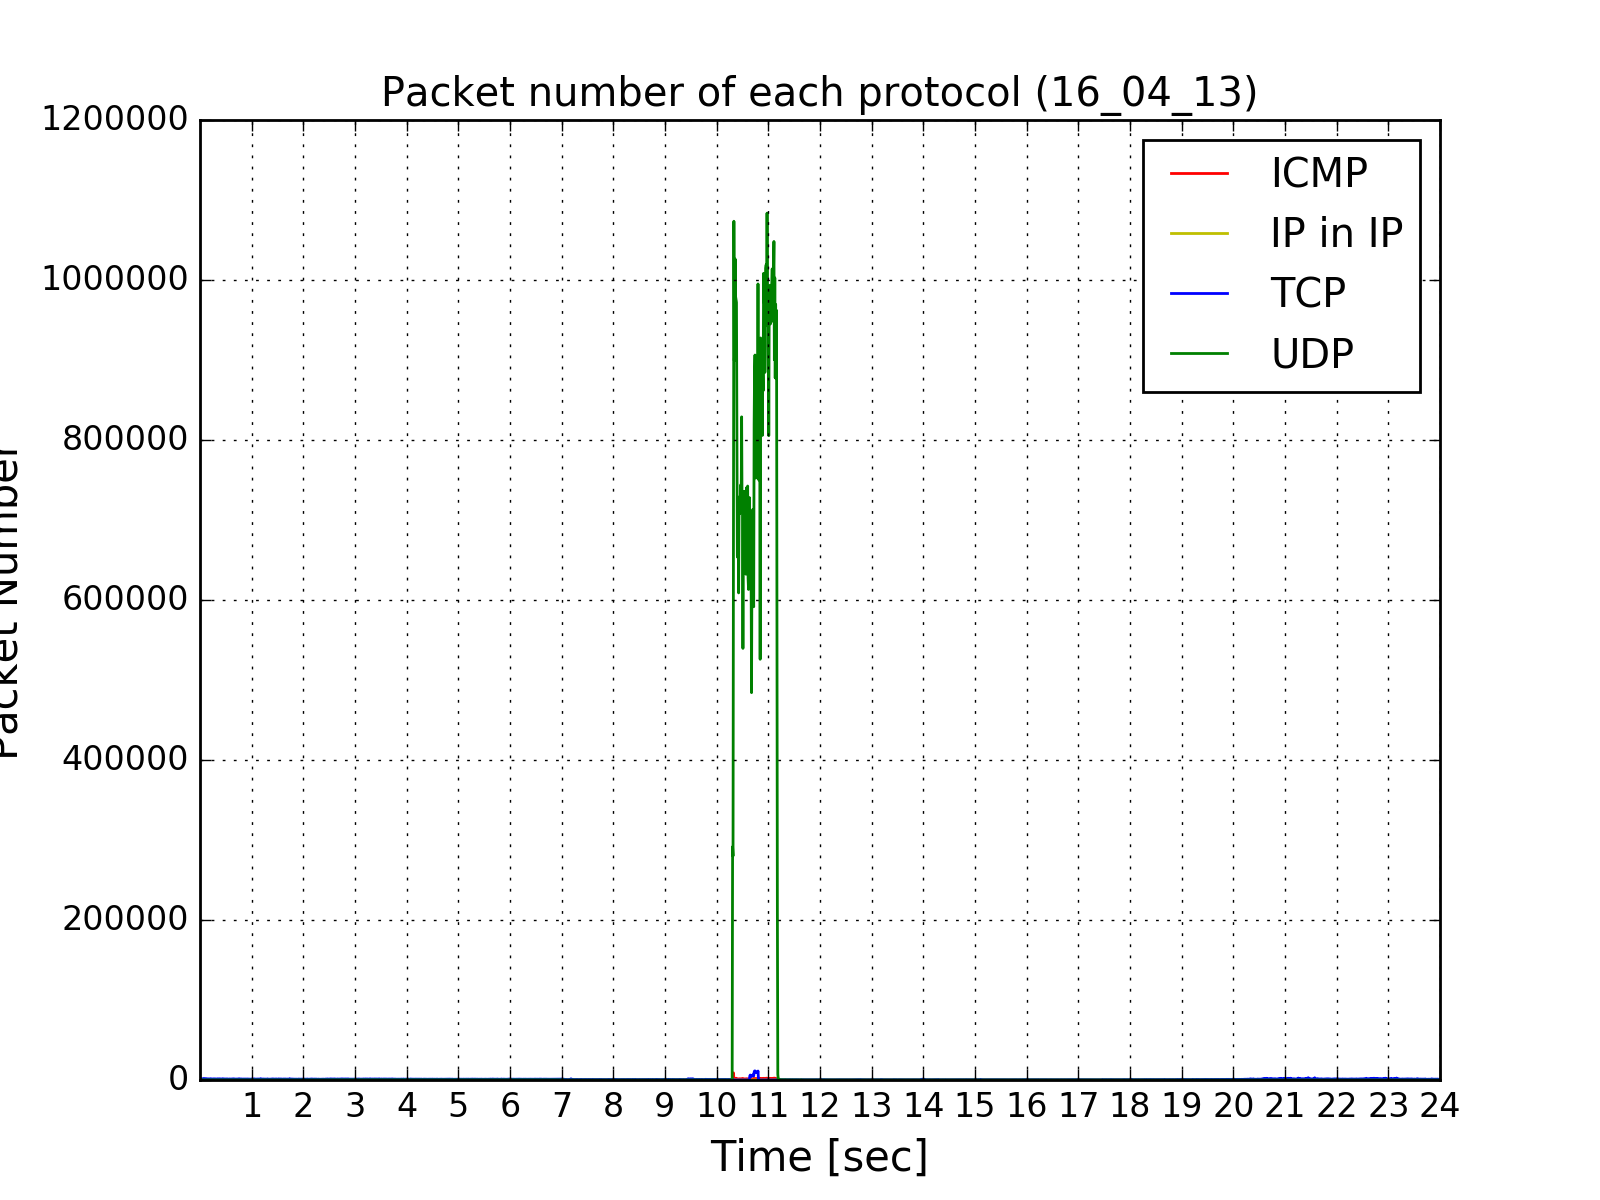 Packet number of each protocol (16_04_13)
1200000
1000000
800000
600000
400000
200000
0
Packet Number
ICMP
IP in IP
TCP
UDP
1 2 3 4 5 6 7 8 9 10 11 12 13 14 15 16 17 18 19 20 21 22 23 24
Time [sec]